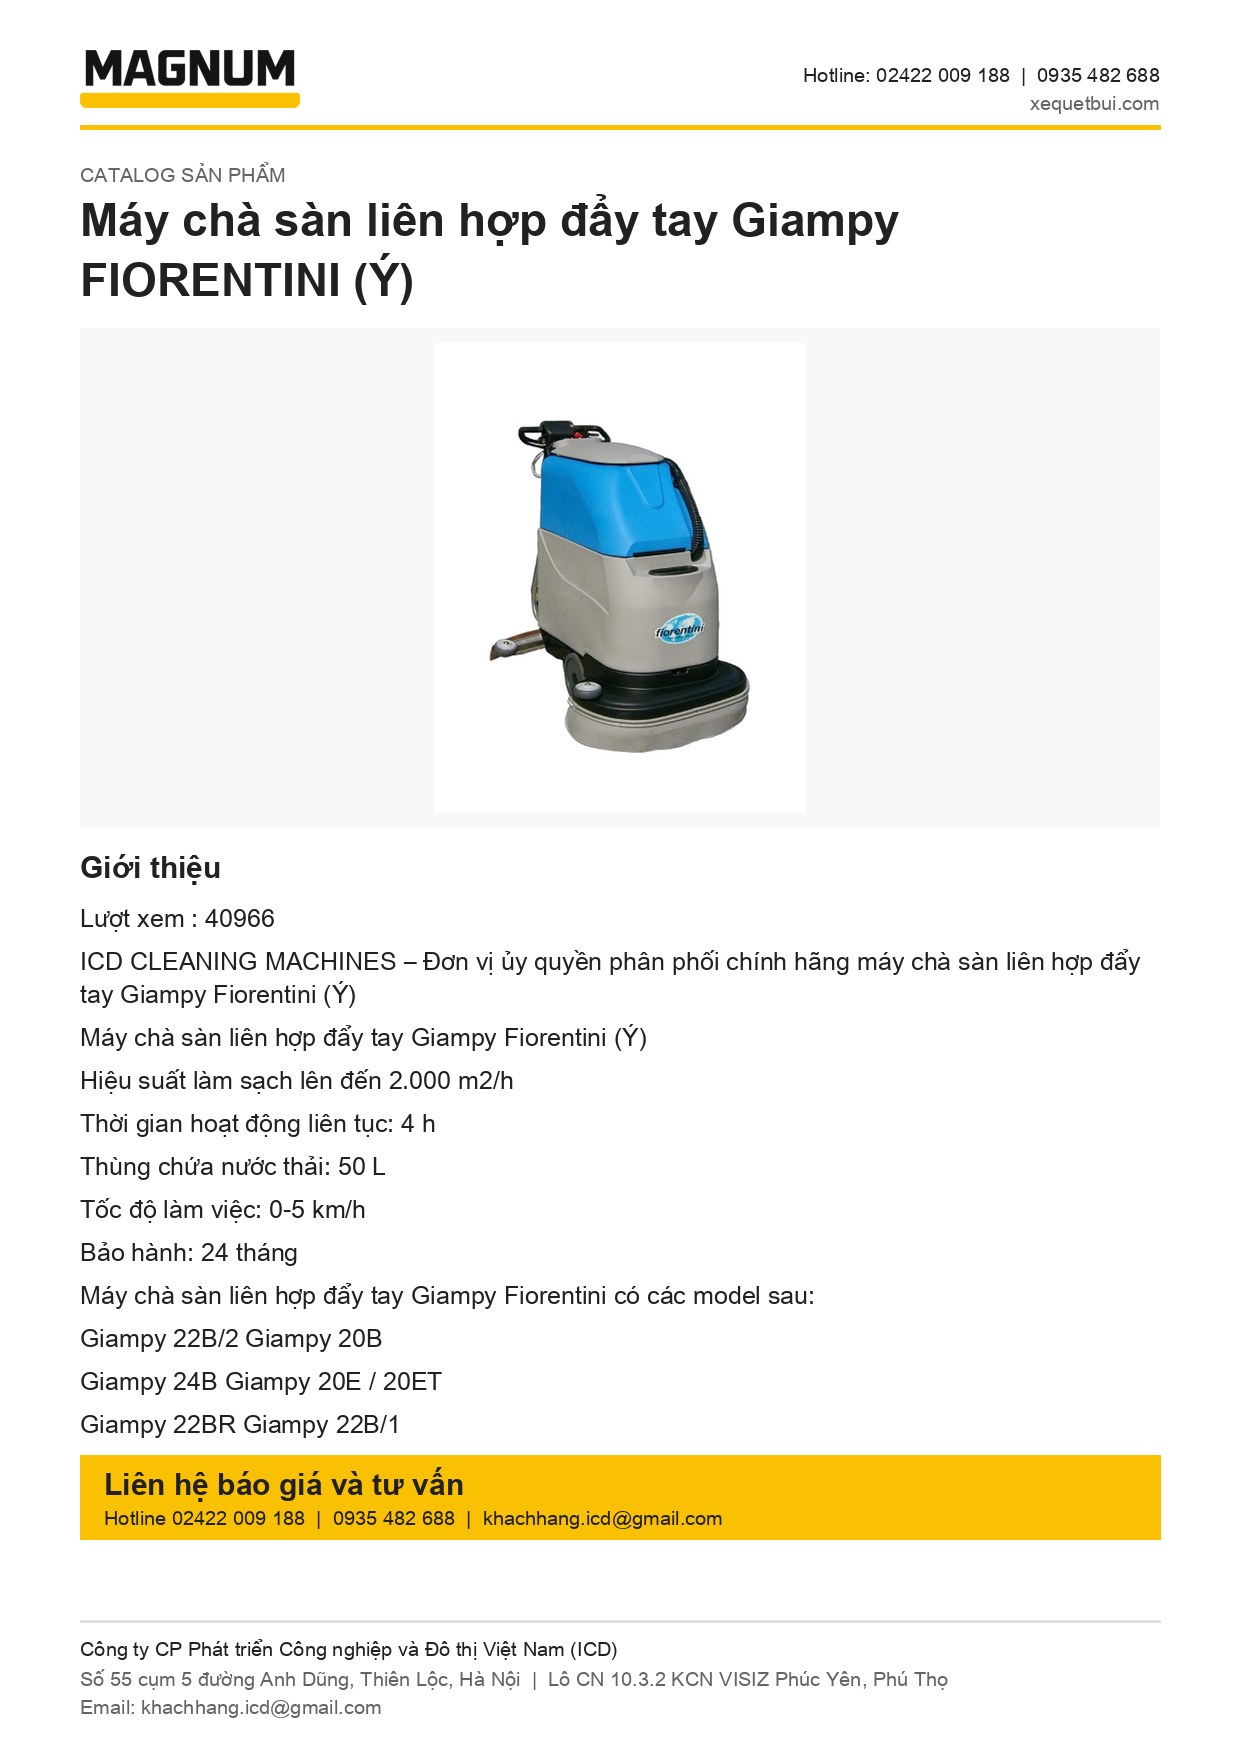 MAGNUM
Hotline: 02422 009 188 | 0935 482 688
xequetbui.com
CATALOG SẢN PHẨM
Máy chà sàn liên hợp đẩy tay Giampy
FIORENTINI (Ý)
fiorentini
Giới thiệu
Lượt xem : 40966
ICD CLEANING MACHINES – Đơn vị ủy quyền phân phối chính hãng máy chà sàn liên hợp đẩy
tay Giampy Fiorentini (Ý)
Máy chà sàn liên hợp đẩy tay Giampy Fiorentini (Ý)
Hiệu suất làm sạch lên đến 2.000 m2/h
Thời gian hoạt động liên tục: 4 h
Thùng chứa nước thải: 50 L
Tốc độ làm việc: 0-5 km/h
Bảo hành: 24 tháng
Máy chà sàn liên hợp đẩy tay Giampy Fiorentini có các model sau:
Giampy 22B/2 Giampy 20B
Giampy 24B Giampy 20E / 20ET
Giampy 22BR Giampy 22B/1
Liên hệ báo giá và tư vấn
Hotline 02422 009 188 | 0935 482 688 | khachhang.icd@gmail.com
Công ty CP Phát triển Công nghiệp và Đô thị Việt Nam (ICD)
Số 55 cụm 5 đường Anh Dũng, Thiên Lộc, Hà Nội | Lô CN 10.3.2 KCN VISIZ Phúc Yên, Phú Thọ
Email: khachhang.icd@gmail.com